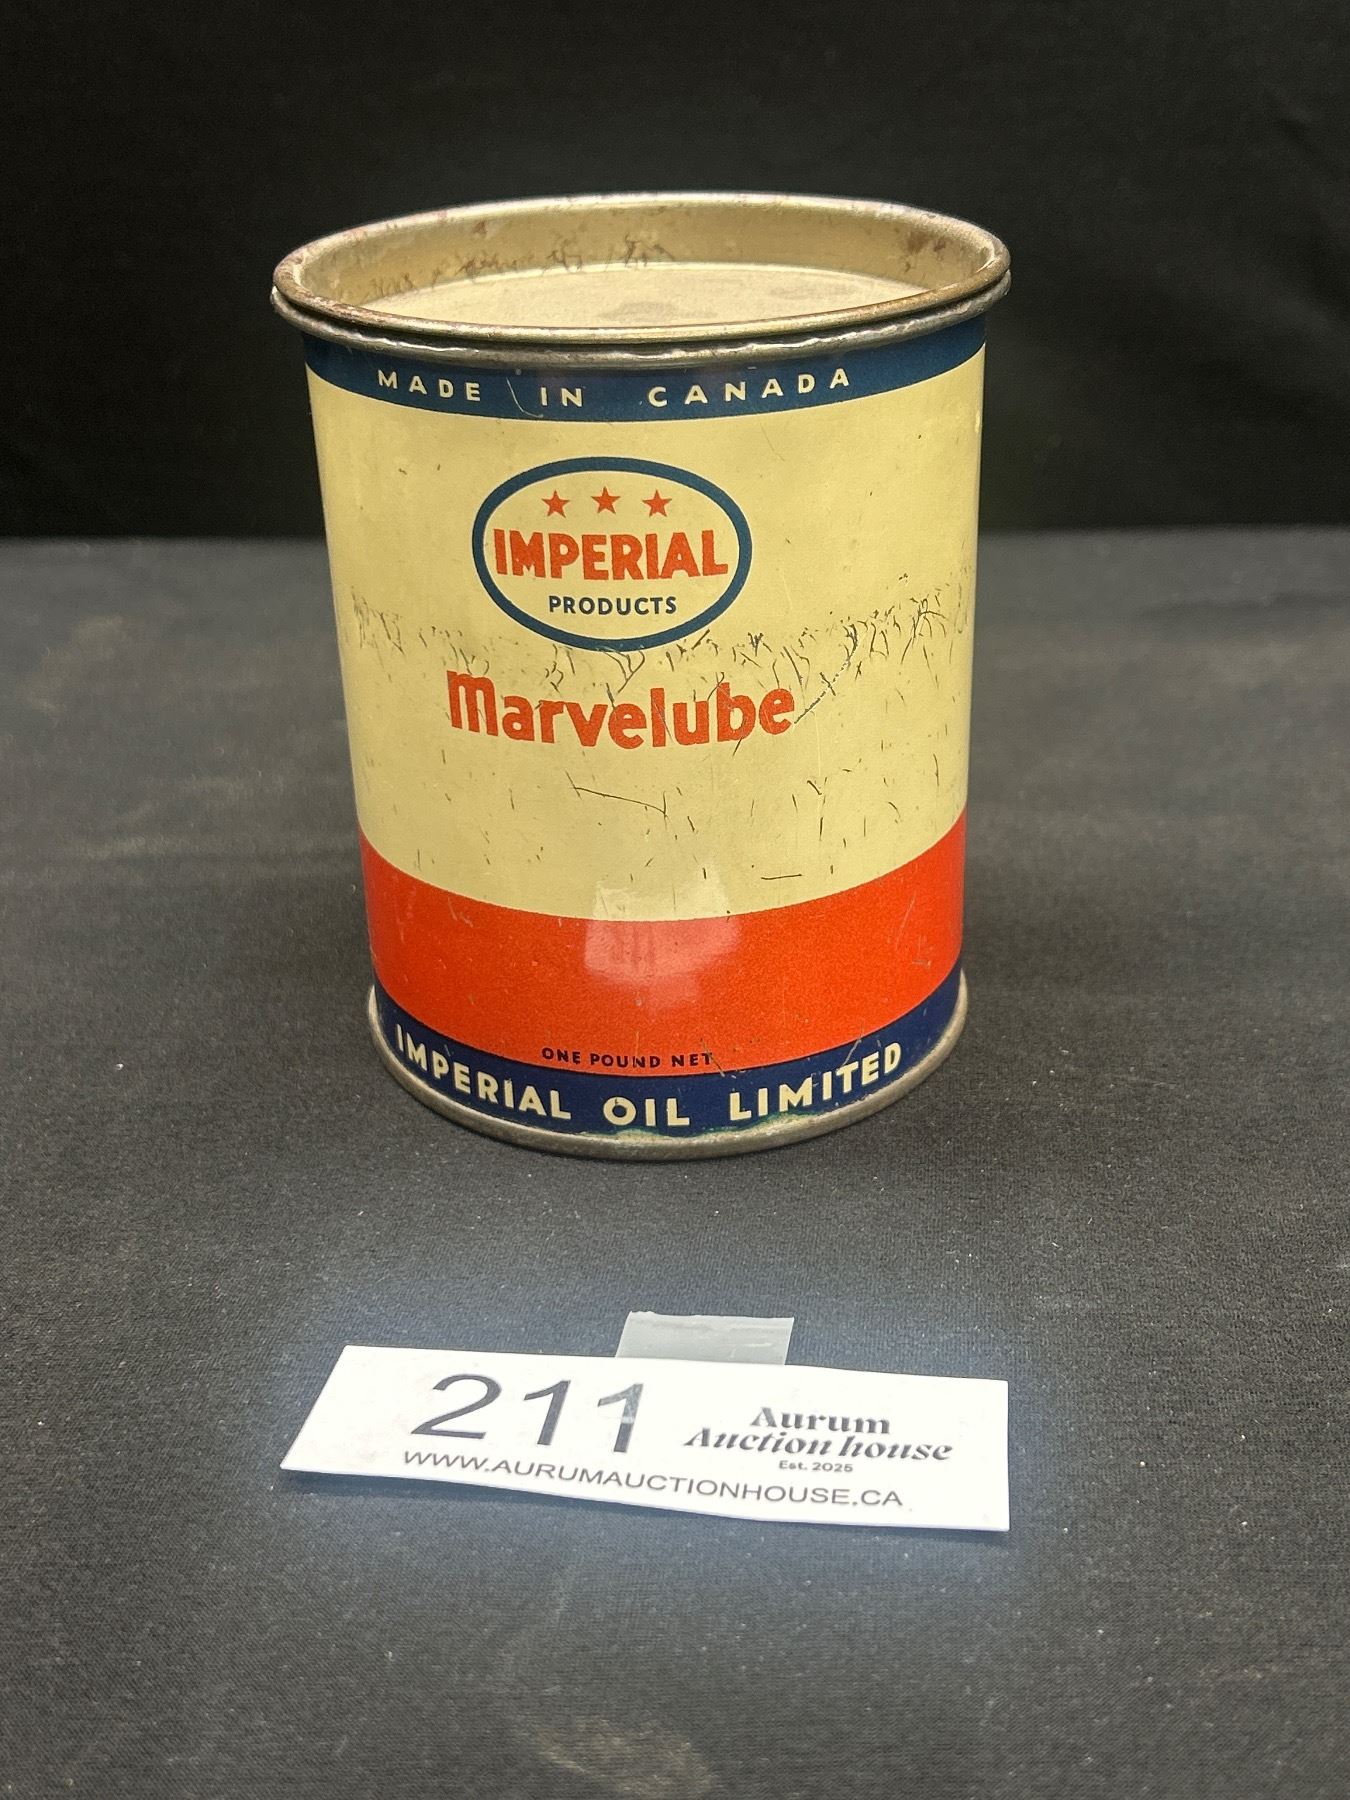 MADE IN CANADA
IMPERIAL
PRODUCTS
Marvelube
ONE POUND NET
IMPERIAL OIL LIMITED
211
Aurum
Auction house
Est. 2025
WWW.AURUMAUCTIONHOUSE.CA